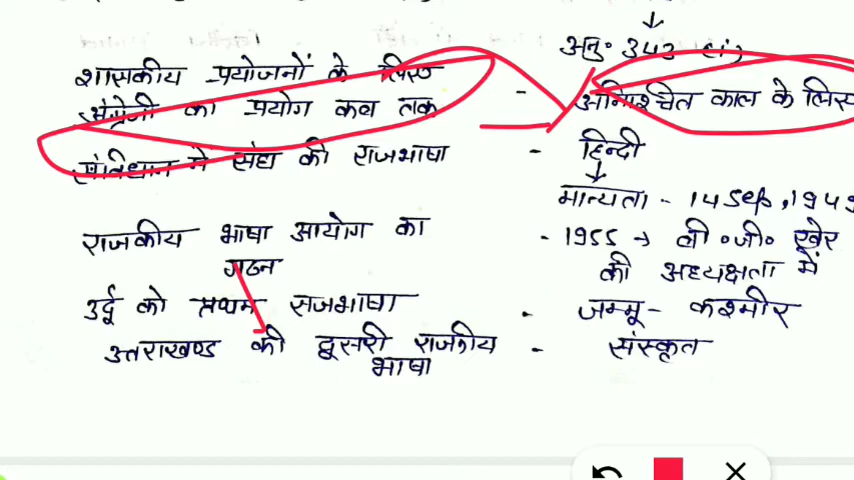 अनु॰ 343
शासकीय प्रयोजनों के लिए
अंग्रेजी का प्रयोग कब तक - अनिश्चित काल के लिए
संविधान में संघ की राजभाषा - हिन्दी
मान्यता - 14 Sep, 1949
राजकीय भाषा आयोग का गठन - 1955 → बी॰जी॰ खेर की अध्यक्षता में
उर्दू को प्रथम राजभाषा - जम्मू - कश्मीर
उत्तराखण्ड की दूसरी राजकीय भाषा - संस्कृत